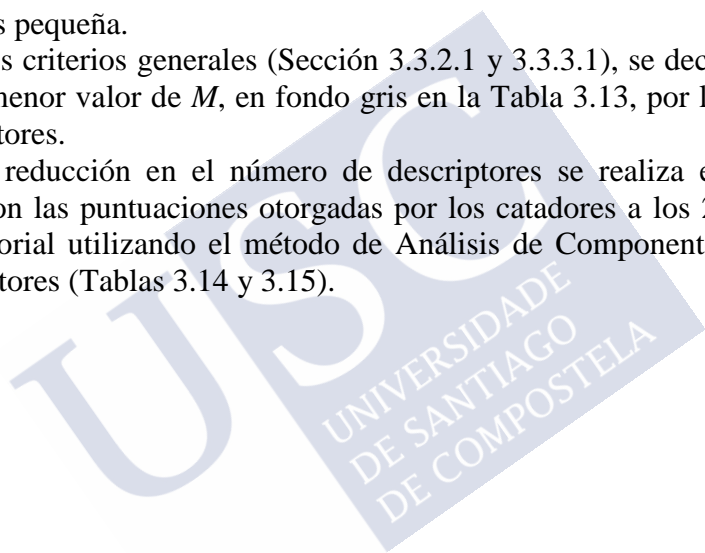 s pequeña.
s criterios generales (Sección 3.3.2.1 y 3.3.3.1), se dec
menor valor de M, en fondo gris en la Tabla 3.13, por l
tores.
reducción en el número de descriptores se realiza e
on las puntuaciones otorgadas por los catadores a los 2
orial utilizando el método de Análisis de Component
tores (Tablas 3.14 y 3.15).
USC
UNIVERSIDADE
DE SANTIAGO
DE COMPOSTELA